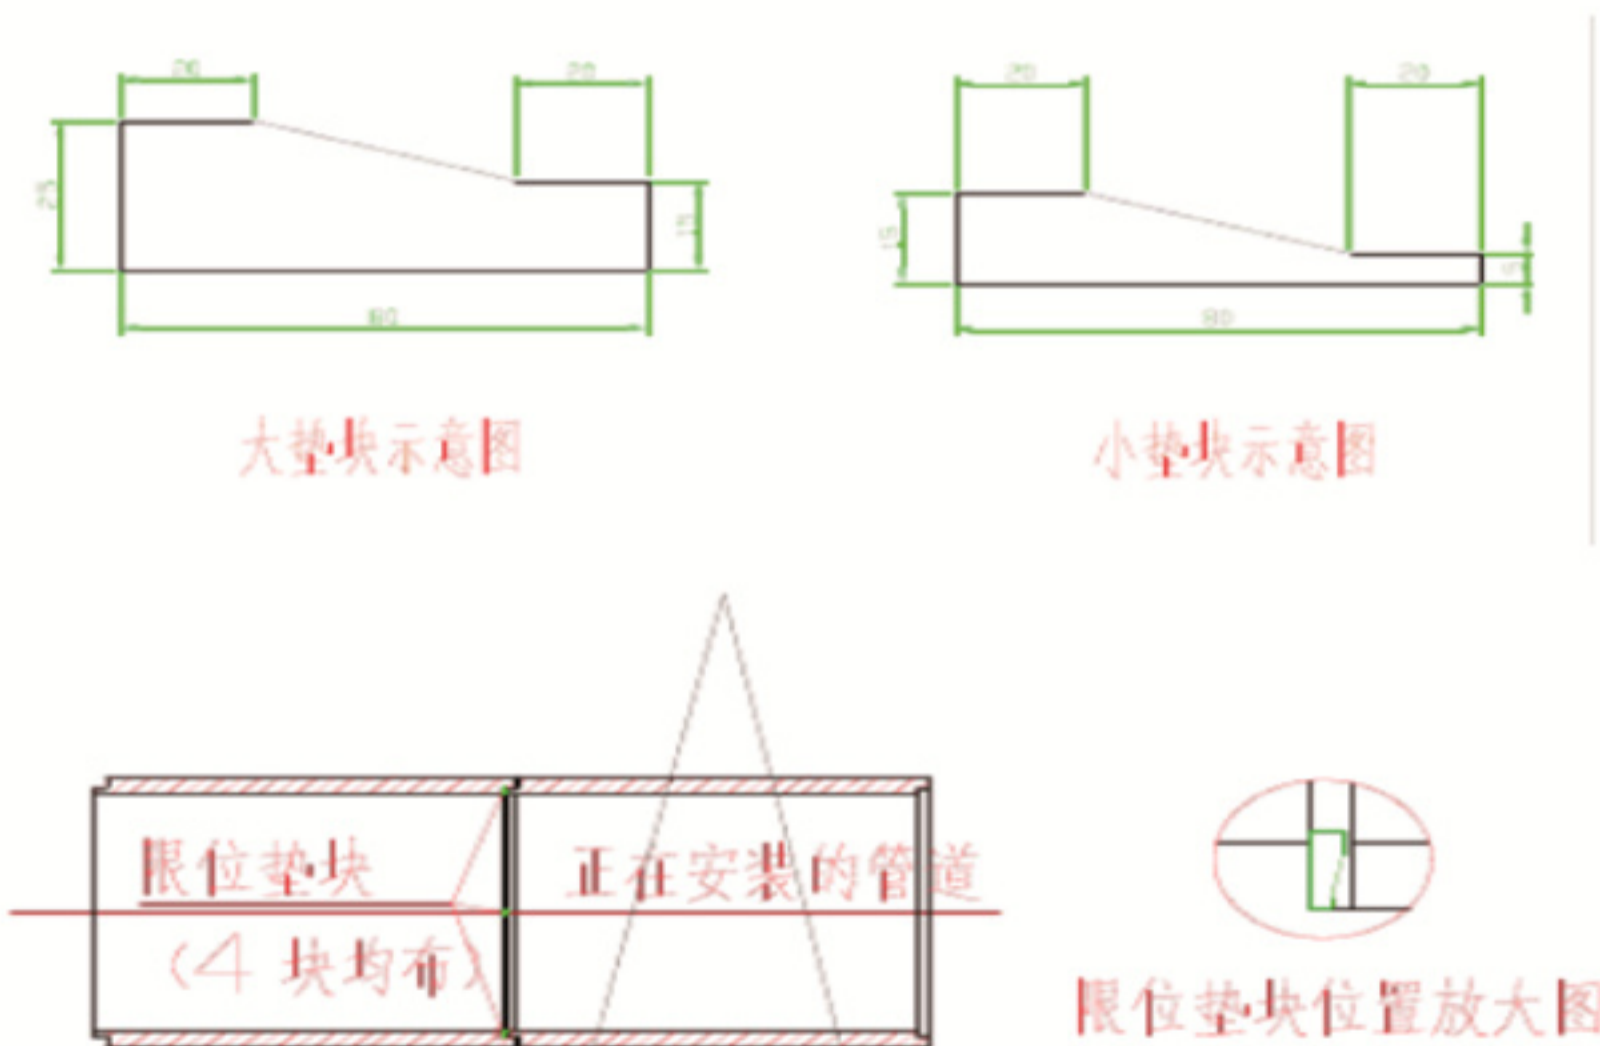 20 20 20 20
25 15 15 5
80 80
大垫块示意图 小垫块示意图
限位垫块 正在安装的管道
(4 块均布)
限位垫块位置放大图